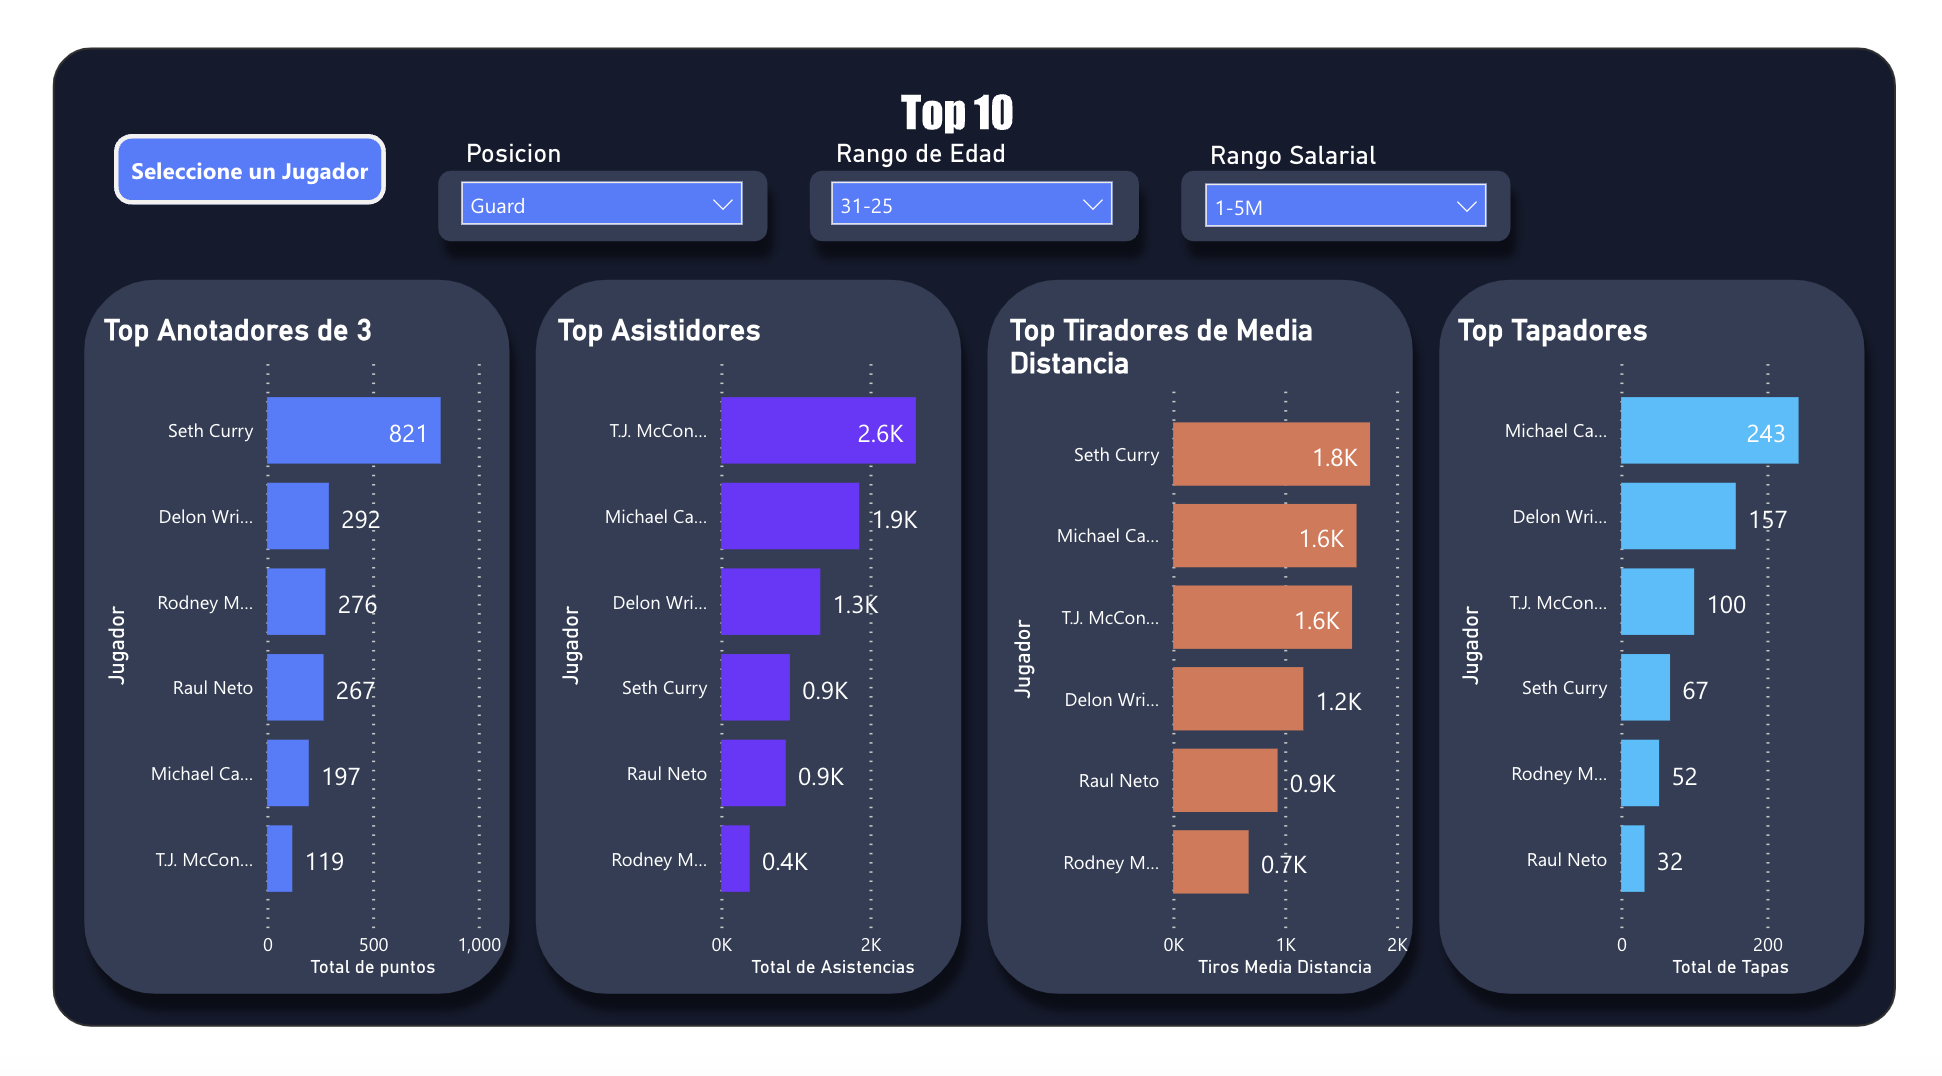 Top 10
Seleccione un Jugador
Posicion
Guard
Rango de Edad
31-25
Rango Salarial
1-5M
Top Anotadores de 3
Jugador
Seth Curry 821
Delon Wri... 292
Rodney M... 276
Raul Neto 267
Michael Ca... 197
T.J. McCon... 119
0 500 1,000
Total de puntos
Top Asistidores
Jugador
T.J. McCon... 2.6K
Michael Ca... 1.9K
Delon Wri... 1.3K
Seth Curry 0.9K
Raul Neto 0.9K
Rodney M... 0.4K
0K 2K
Total de Asistencias
Top Tiradores de Media
Distancia
Jugador
Seth Curry 1.8K
Michael Ca... 1.6K
T.J. McCon... 1.6K
Delon Wri... 1.2K
Raul Neto 0.9K
Rodney M... 0.7K
0K 1K 2K
Tiros Media Distancia
Top Tapadores
Jugador
Michael Ca... 243
Delon Wri... 157
T.J. McCon... 100
Seth Curry 67
Rodney M... 52
Raul Neto 32
0 200
Total de Tapas